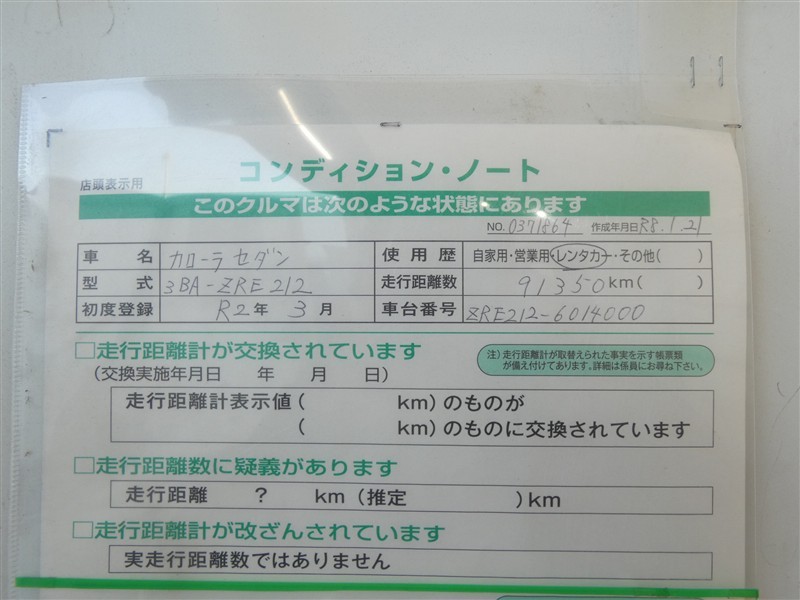 店頭表示用
コンディション・ノート
このクルマは次のような状態にあります
NO. 0371864 作成年月日 R8.1.21
車名 カローラセダン 使用歴 自家用・営業用・レンタカー・その他( )
型式 3BA-ZRE212 走行距離数 91350km( )
初度登録 R2年 3月 車台番号 ZRE212-6014000
□走行距離計が交換されています
(交換実施年月日 年 月 日)
注)走行距離計が取替えられた事実を示す帳票類
が備え付けてあります。詳細は係員にお尋ね下さい。
走行距離計表示値( km)のものが
( km)のものに交換されています
□走行距離数に疑義があります
走行距離 ? km(推定 )km
□走行距離計が改ざんされています
実走行距離数ではありません